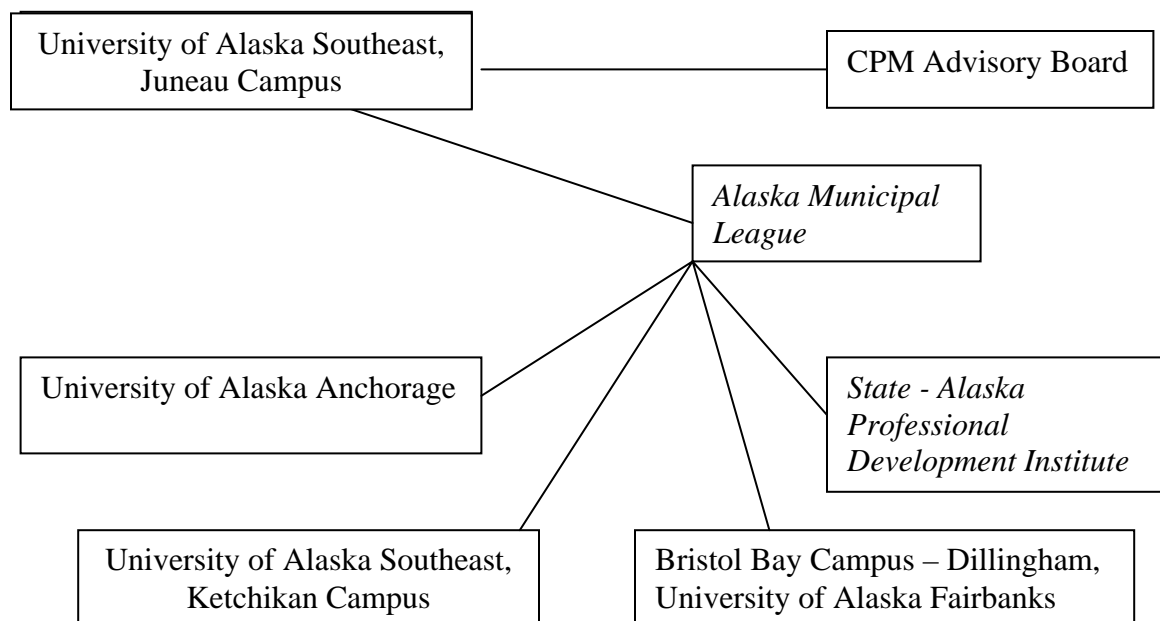 University of Alaska Southeast,
Juneau Campus
CPM Advisory Board
Alaska Municipal
League
University of Alaska Anchorage
State - Alaska
Professional
Development Institute
University of Alaska Southeast,
Ketchikan Campus
Bristol Bay Campus – Dillingham,
University of Alaska Fairbanks